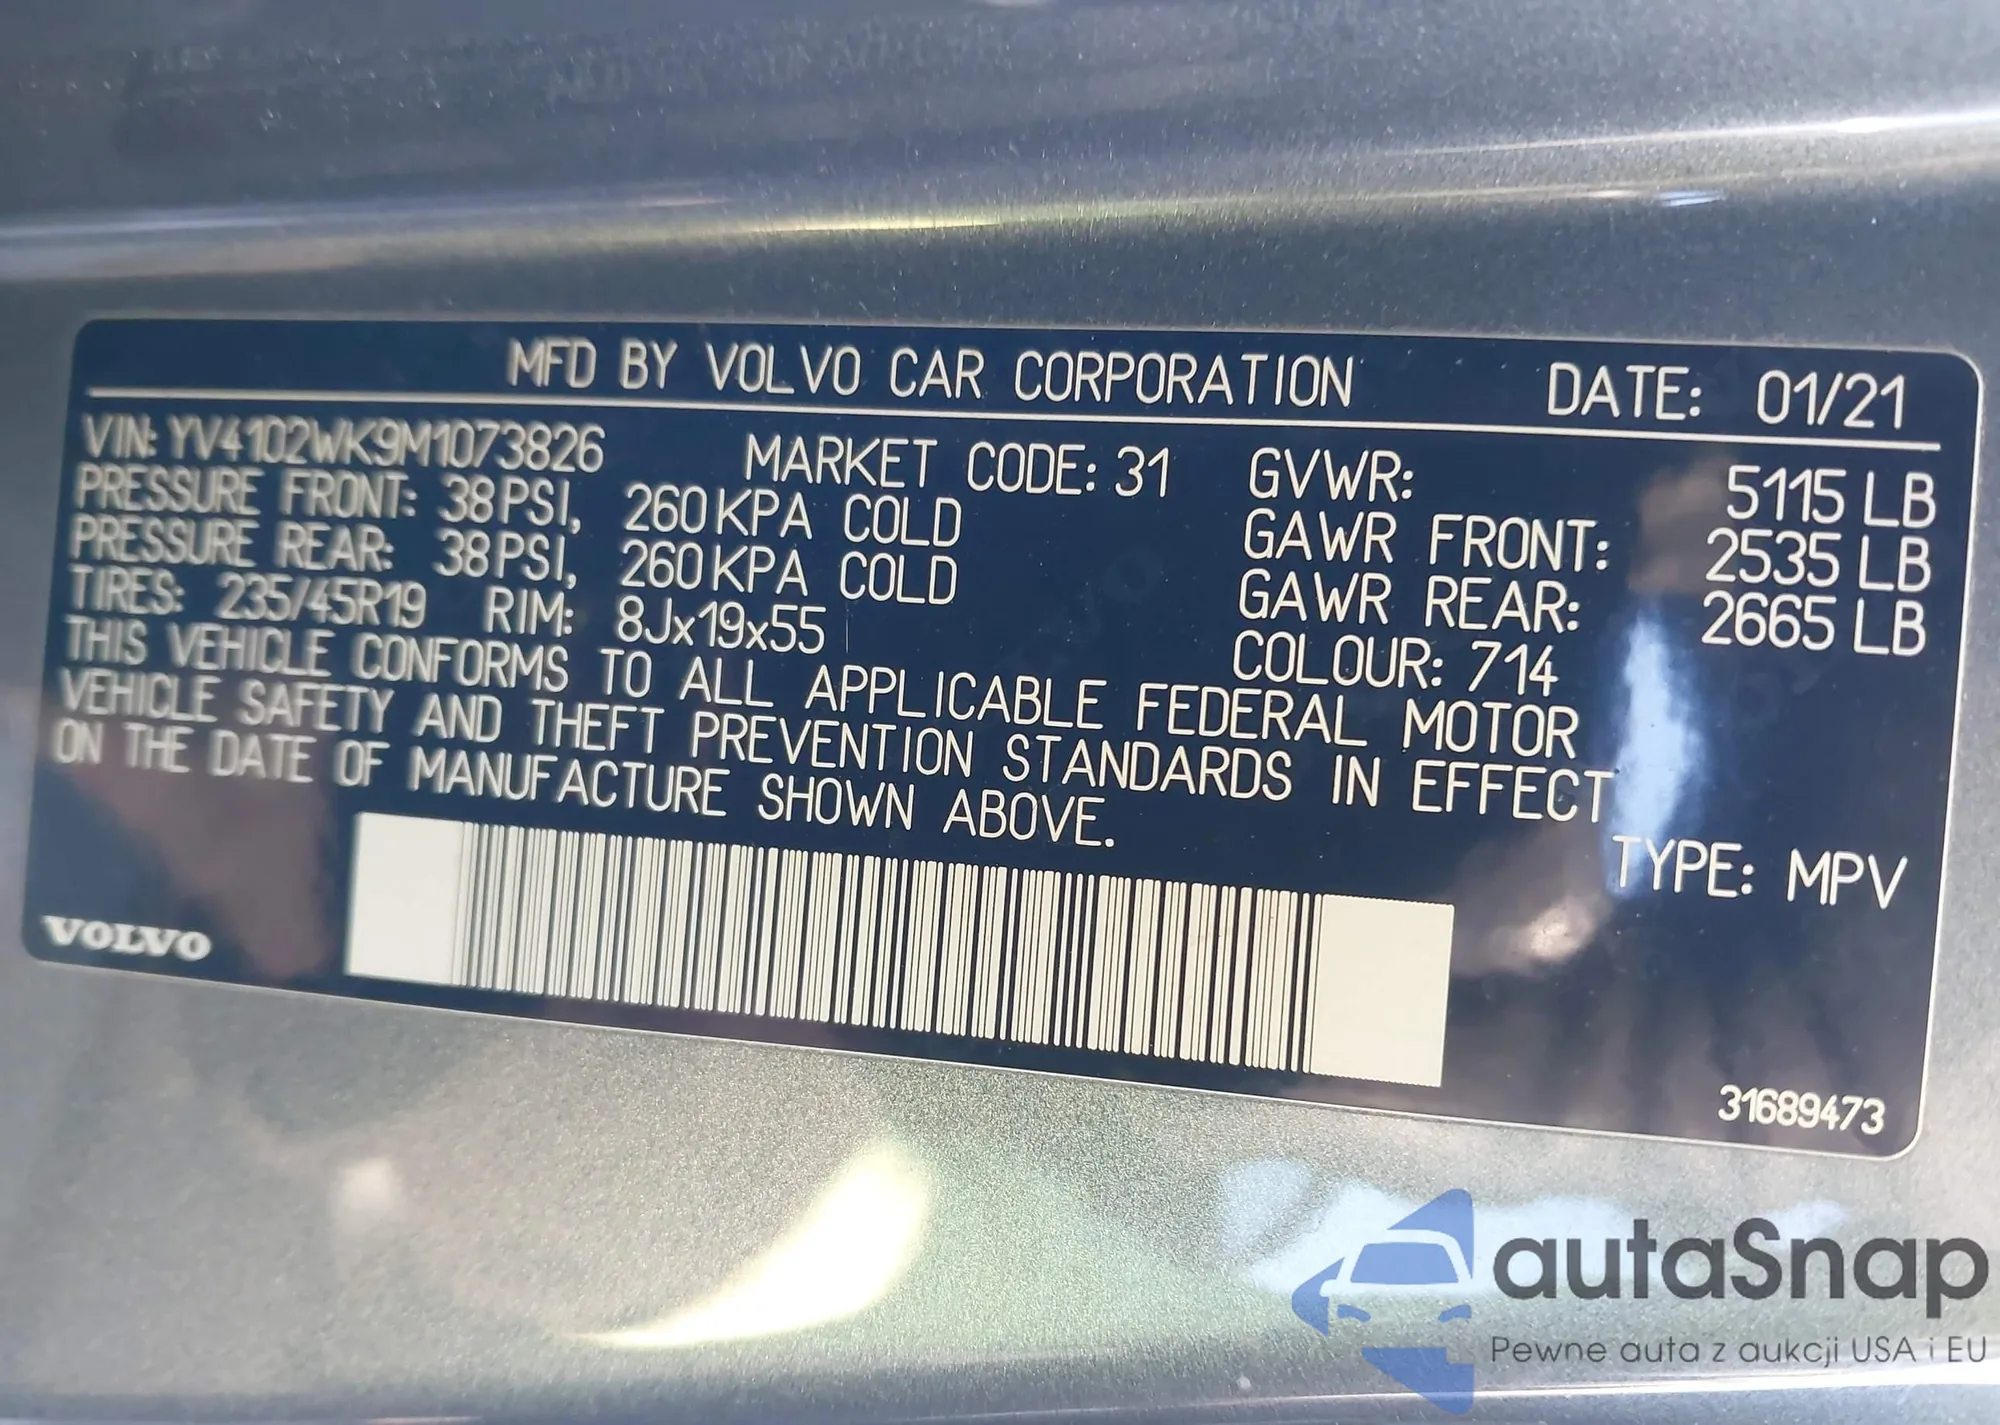 MFD BY VOLVO CAR CORPORATION DATE: 01/21
VIN: YV4102WK9M1073826 MARKET CODE: 31 GVWR: 5115 LB
PRESSURE FRONT: 38 PSI, 260 KPA COLD GAWR FRONT: 2535 LB
PRESSURE REAR: 38 PSI, 260 KPA COLD GAWR REAR: 2665 LB
TIRES: 235/45R19 RIM: 8Jx19x55 COLOUR: 714
THIS VEHICLE CONFORMS TO ALL APPLICABLE FEDERAL MOTOR
VEHICLE SAFETY AND THEFT PREVENTION STANDARDS IN EFFECT
ON THE DATE OF MANUFACTURE SHOWN ABOVE.
TYPE: MPV
VOLVO
31689473
autaSnap
Pewne auta z aukcji USA i EU